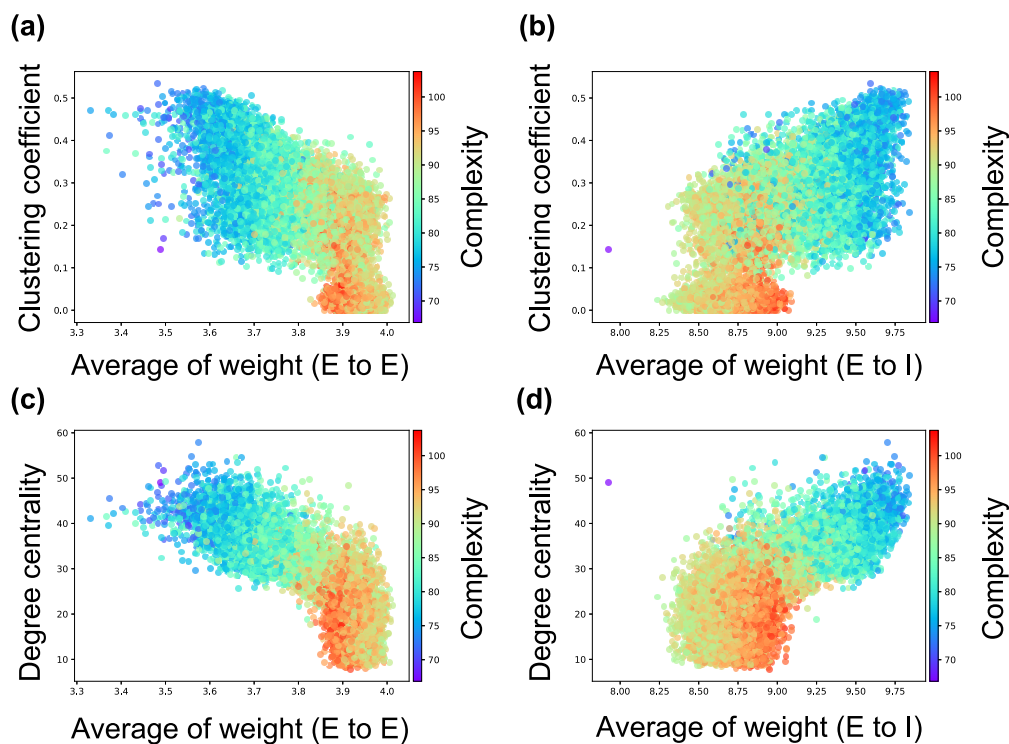 (a)
Clustering coefficient
0.5
0.4
0.3
0.2
0.1
0.0
3.3 3.4 3.5 3.6 3.7 3.8 3.9 4.0
Average of weight (E to E)
100
95
90
85
80
75
70
Complexity
(b)
Clustering coefficient
0.5
0.4
0.3
0.2
0.1
0.0
8.00 8.25 8.50 8.75 9.00 9.25 9.50 9.75
Average of weight (E to I)
100
95
90
85
80
75
70
Complexity
(c)
Degree centrality
60
50
40
30
20
10
3.3 3.4 3.5 3.6 3.7 3.8 3.9 4.0
Average of weight (E to E)
100
95
90
85
80
75
70
Complexity
(d)
Degree centrality
60
50
40
30
20
10
8.00 8.25 8.50 8.75 9.00 9.25 9.50 9.75
Average of weight (E to I)
100
95
90
85
80
75
70
Complexity